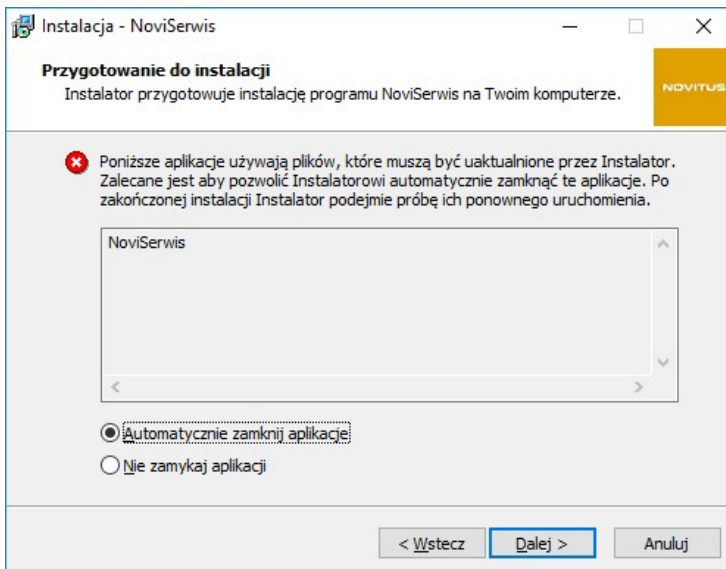 Instalacja - NoviSerwis
Przygotowanie do instalacji
Instalator przygotowuje instalację programu NoviSerwis na Twoim komputerze.
NOVITUS
Poniższe aplikacje używają plików, które muszą być uaktualnione przez Instalator.
Zalecane jest aby pozwolić Instalatorowi automatycznie zamknąć te aplikacje. Po
zakończonej instalacji Instalator podejmie próbę ich ponownego uruchomienia.
NoviSerwis
Automatycznie zamknij aplikacje
Nie zamykaj aplikacji
< Wstecz
Dalej >
Anuluj